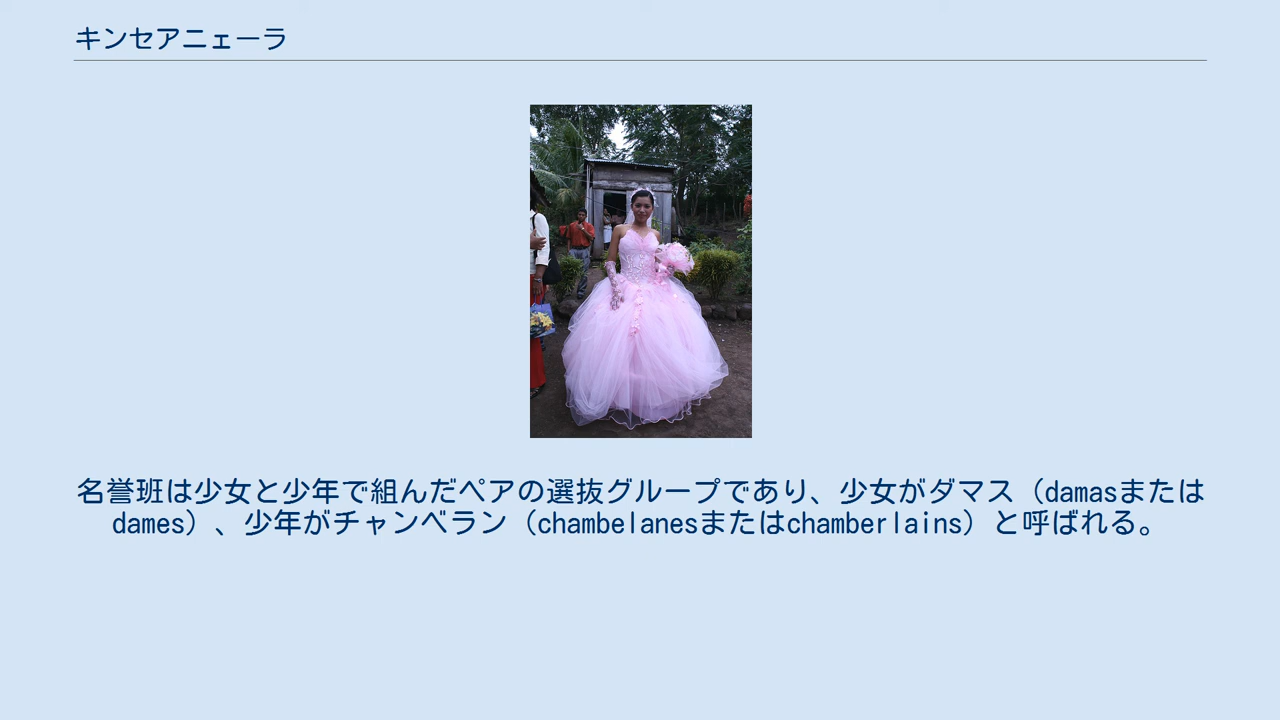 キンセアニェーラ
名誉班は少女と少年で組んだペアの選抜グループであり、少女がダマス（damasまたは
dames）、少年がチャンベラン（chambelanesまたはchamberlains）と呼ばれる。